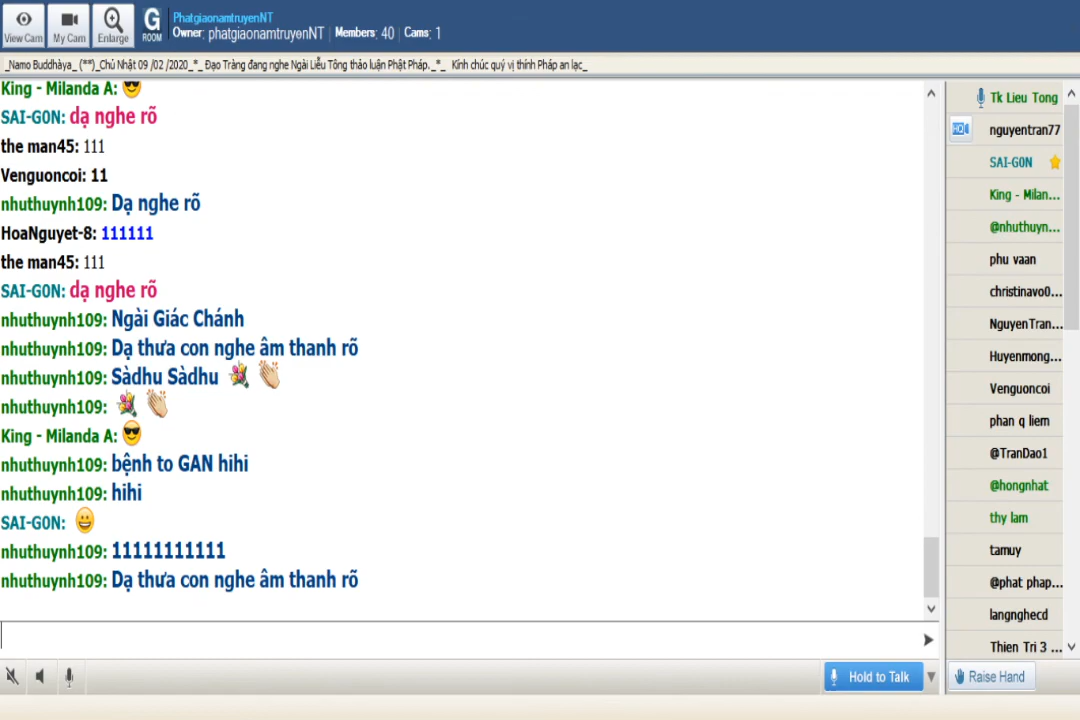 View Cam
My Cam
Enlarge
G
ROOM
PhatgiaonamtruyenNT
Owner: phatgiaonamtruyenNT | Members: 40 | Cams: 1
_Namo Buddhàya_ (**)_Chủ Nhật 09 /02 /2020_*_ Đạo Tràng đang nghe Ngài Liễu Tông thảo luận Phật Pháp._*_ Kính chúc quý vị thính Pháp an lạc_
King - Milanda A:
SAI-G0N: dạ nghe rõ
the man45: 111
Venguoncoi: 11
nhuthuynh109: Dạ nghe rõ
HoaNguyet-8: 111111
the man45: 111
SAI-G0N: dạ nghe rõ
nhuthuynh109: Ngài Giác Chánh
nhuthuynh109: Dạ thưa con nghe âm thanh rõ
nhuthuynh109: Sàdhu Sàdhu
nhuthuynh109:
King - Milanda A:
nhuthuynh109: bệnh to GAN hihi
nhuthuynh109: hihi
SAI-G0N:
nhuthuynh109: 11111111111
nhuthuynh109: Dạ thưa con nghe âm thanh rõ
Hold to Talk
Tk Lieu Tong
HD
nguyentran77
SAI-G0N
King - Milan...
@nhuthuyn...
phu vaan
christinavo0...
NguyenTran...
Huyenmong...
Venguoncoi
phan q liem
@TranDao1
@hongnhat
thy lam
tamuy
@phat phap...
langnghecd
Thien Tri 3 ...
Raise Hand